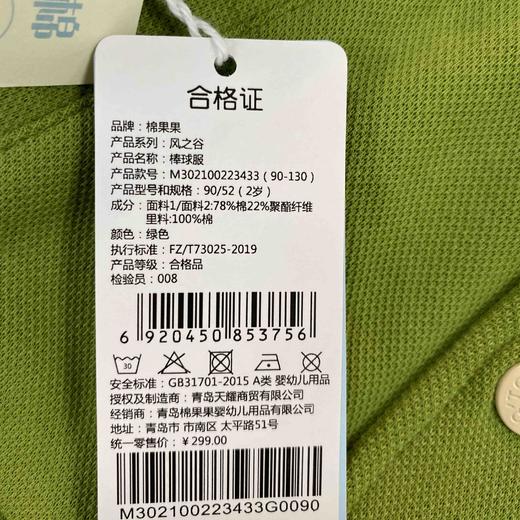 棉
合格证
品牌：棉果果
产品系列：风之谷
产品名称：棒球服
产品款号：M302100223433（90-130）
产品型号和规格：90/52（2岁）
成分：面料1/面料2:78%棉22%聚酯纤维
里料:100%棉
颜色：绿色
执行标准：FZ/T73025-2019
产品等级：合格品
检验员：008
6 920450 853756
30
安全标准：GB31701-2015 A类 婴幼儿用品
授权及制造商：青岛天耀商贸有限公司
经销商：青岛棉果果婴幼儿用品有限公司
地址：青岛市 市南区 太平路51号
统一零售价：¥299.00
M302100223433G0090